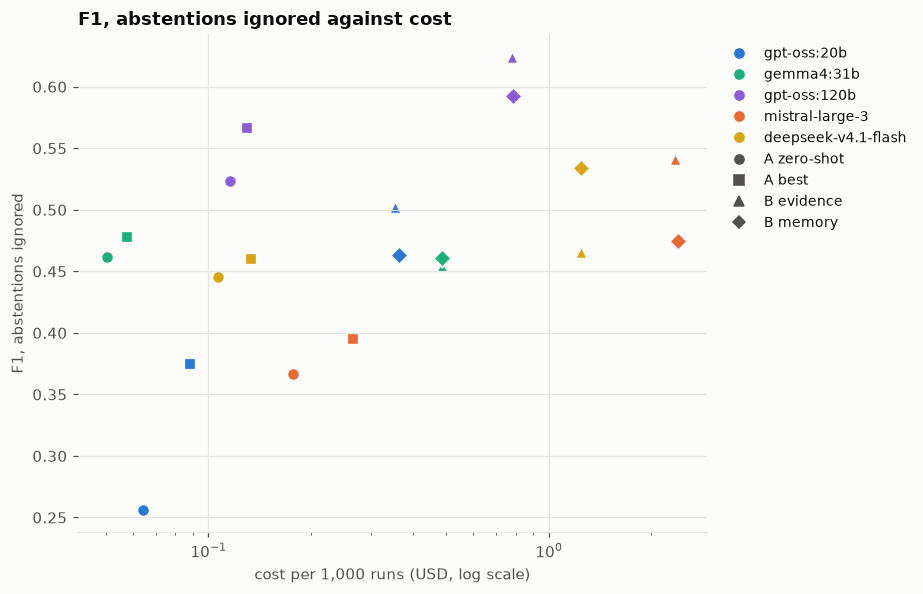 F1, abstentions ignored against cost
gpt-oss:20b
gemma4:31b
gpt-oss:120b
mistral-large-3
deepseek-v4.1-flash
A zero-shot
A best
B evidence
B memory
F1, abstentions ignored
0.60
0.55
0.50
0.45
0.40
0.35
0.30
0.25
10⁻¹
10⁰
cost per 1,000 runs (USD, log scale)